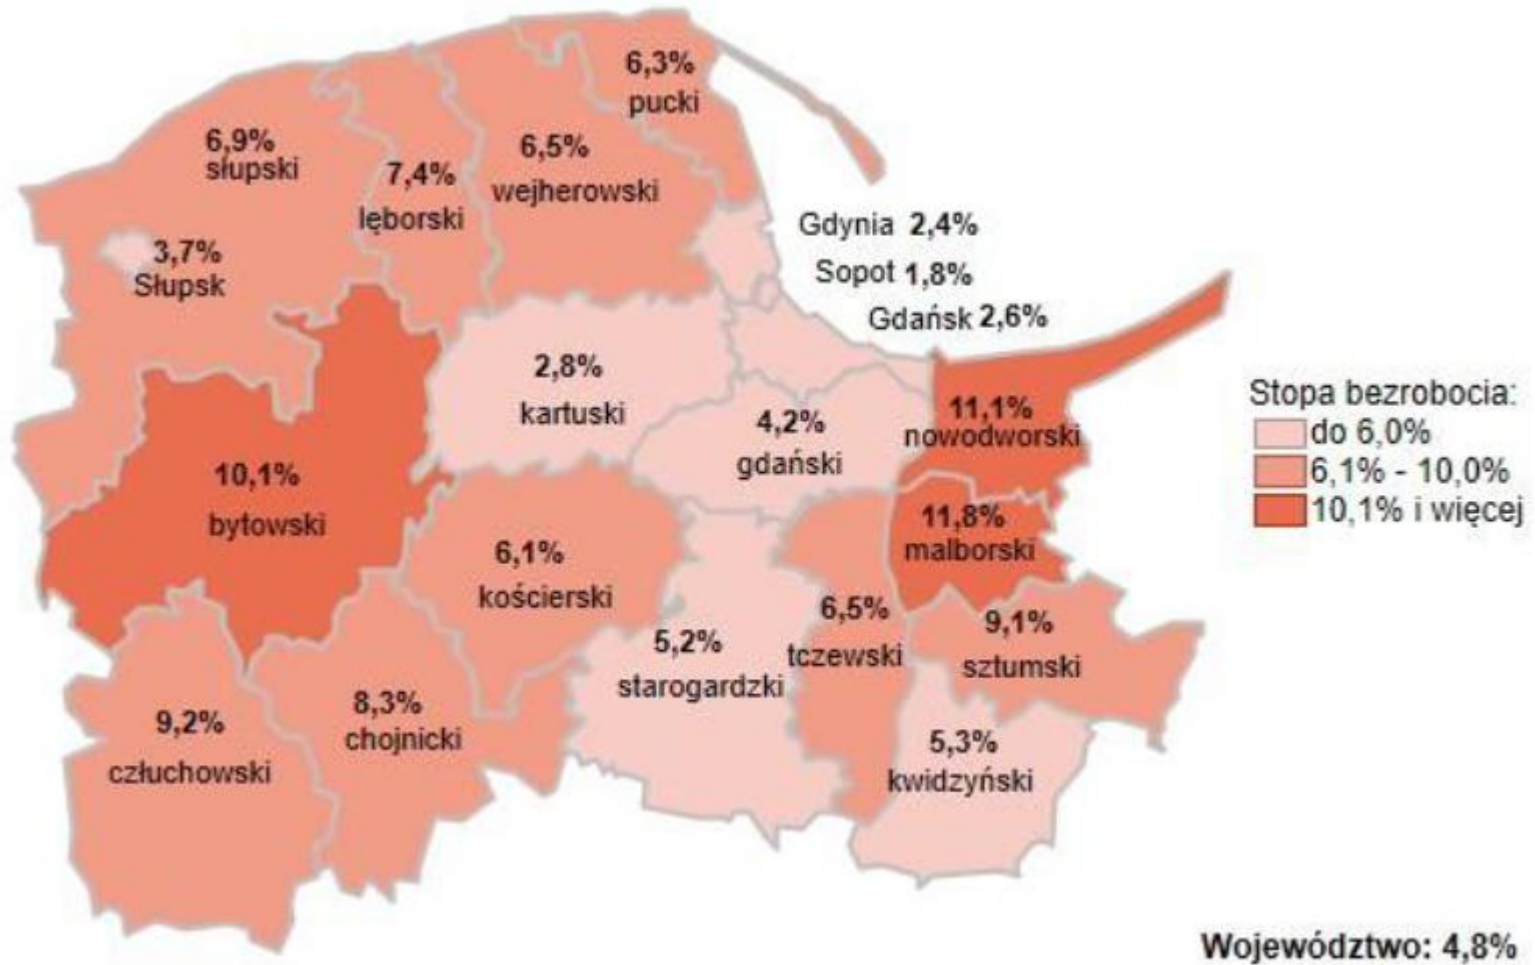 6,3%
pucki
6,9%
słupski
6,5%
wejherowski
7,4%
lęborski
Gdynia 2,4%
3,7%
Słupsk
Sopot 1,8%
Gdańsk 2,6%
2,8%
kartuski
4,2%
gdański
11,1%
nowodworski
Stopa bezrobocia:
do 6,0%
6,1% - 10,0%
10,1% i więcej
10,1%
bytowski
11,8%
malborski
6,1%
kościerski
6,5%
tczewski
9,1%
sztumski
5,2%
starogardzki
8,3%
chojnicki
9,2%
człuchowski
5,3%
kwidzyński
Województwo: 4,8%